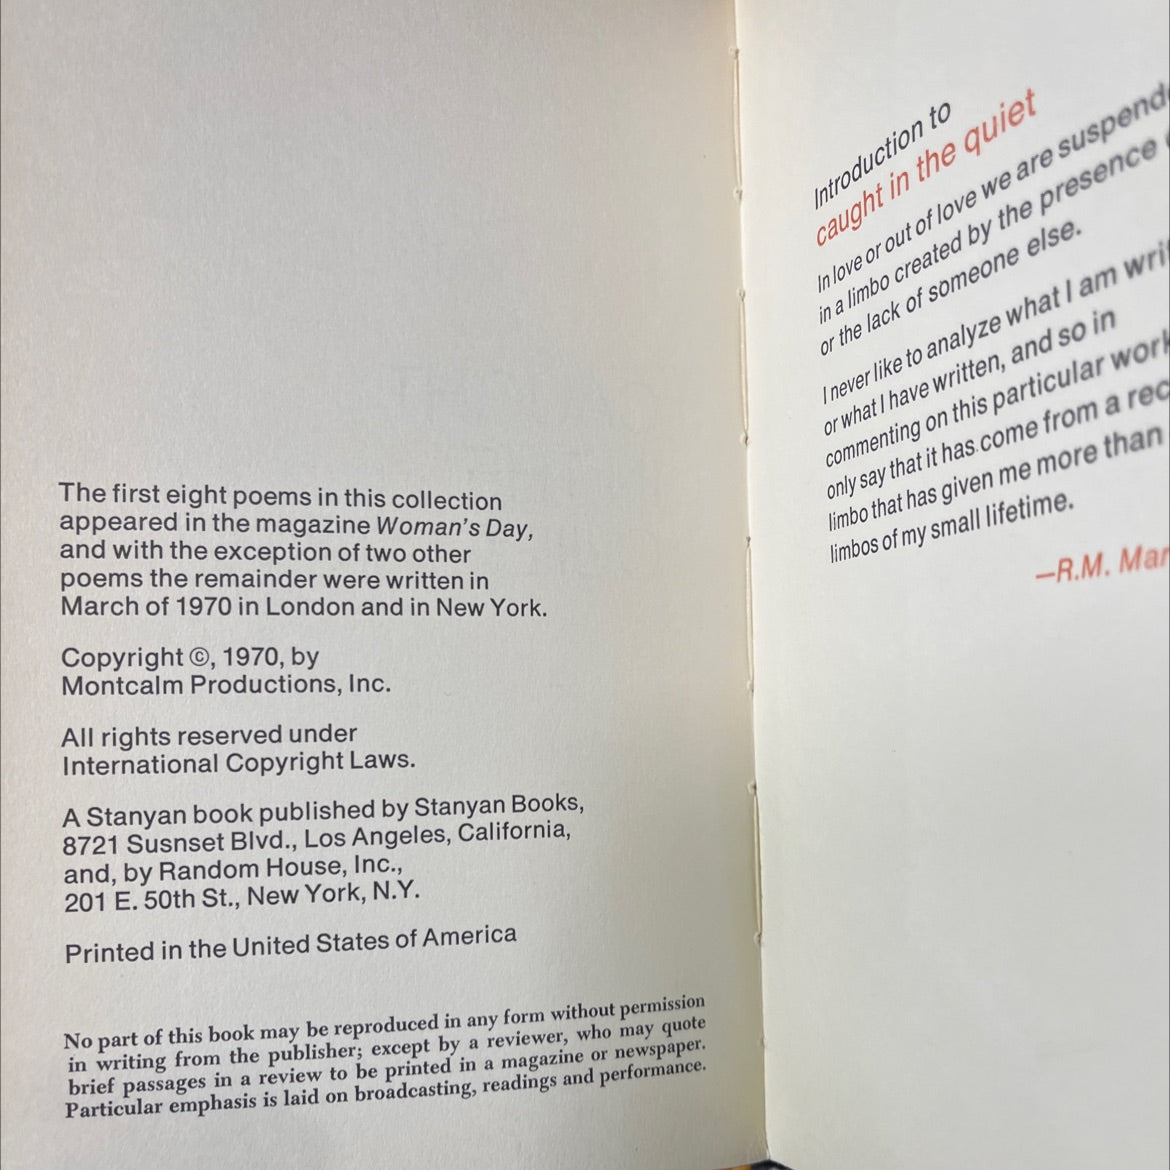 The first eight poems in this collection
appeared in the magazine Woman's Day,
and with the exception of two other
poems the remainder were written in
March of 1970 in London and in New York.
Copyright ©, 1970, by
Montcalm Productions, Inc.
All rights reserved under
International Copyright Laws.
A Stanyan book published by Stanyan Books,
8721 Susnset Blvd., Los Angeles, California,
and, by Random House, Inc.,
201 E. 50th St., New York, N.Y.
Printed in the United States of America
No part of this book may be reproduced in any form without permission
in writing from the publisher; except by a reviewer, who may quote
brief passages in a review to be printed in a magazine or newspaper.
Particular emphasis is laid on broadcasting, readings and performance.
Introduction to
caught in the quiet
In love or out of love we are
in a limbo created by the presence
or the lack of someone else.
I never like to analyze what I am
or what I have written, and so in
commenting on this particular
only say that it has come from a
limbo that has given me more than
limbos of my small lifetime.
—R.M.